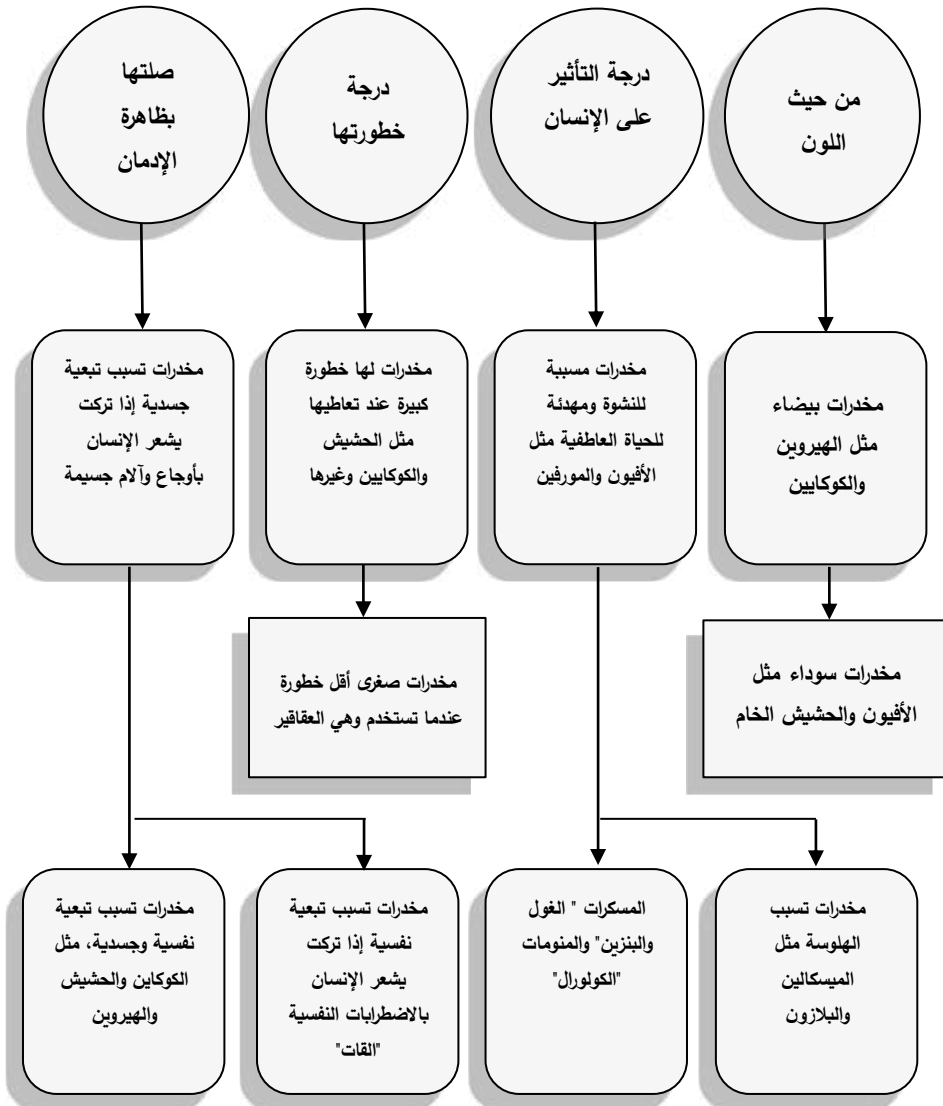 من حيث
اللون
درجة التأثير
على الإنسان
درجة
خطورتها
صلتها
بظاهرة
الإدمان
مخدرات بيضاء
مثل الهيروين
والكوكايين
مخدرات مسببة
للنشوة ومهدئة
للحياة العاطفية مثل
الأفيون والمورفين
مخدرات لها خطورة
كبيرة عند تعاطيها
مثل الحشيش
والكوكايين وغيرها
مخدرات تسبب تبعية
جسدية إذا تركت
يشعر الإنسان
بأوجاع وآلام جسيمة
مخدرات سوداء مثل
الأفيون والحشيش الخام
مخدرات صغرى أقل خطورة
عندما تستخدم وهي العقاقير
مخدرات تسبب
الهلوسة مثل
الميسكالين
والبلازون
المسكرات " الغول
والبنزين" والمنومات
"الكولورال"
مخدرات تسبب تبعية
نفسية إذا تركت
يشعر الإنسان
بالاضطرابات النفسية
"القات"
مخدرات تسبب تبعية
نفسية وجسدية، مثل
الكوكاين والحشيش
والهيروين